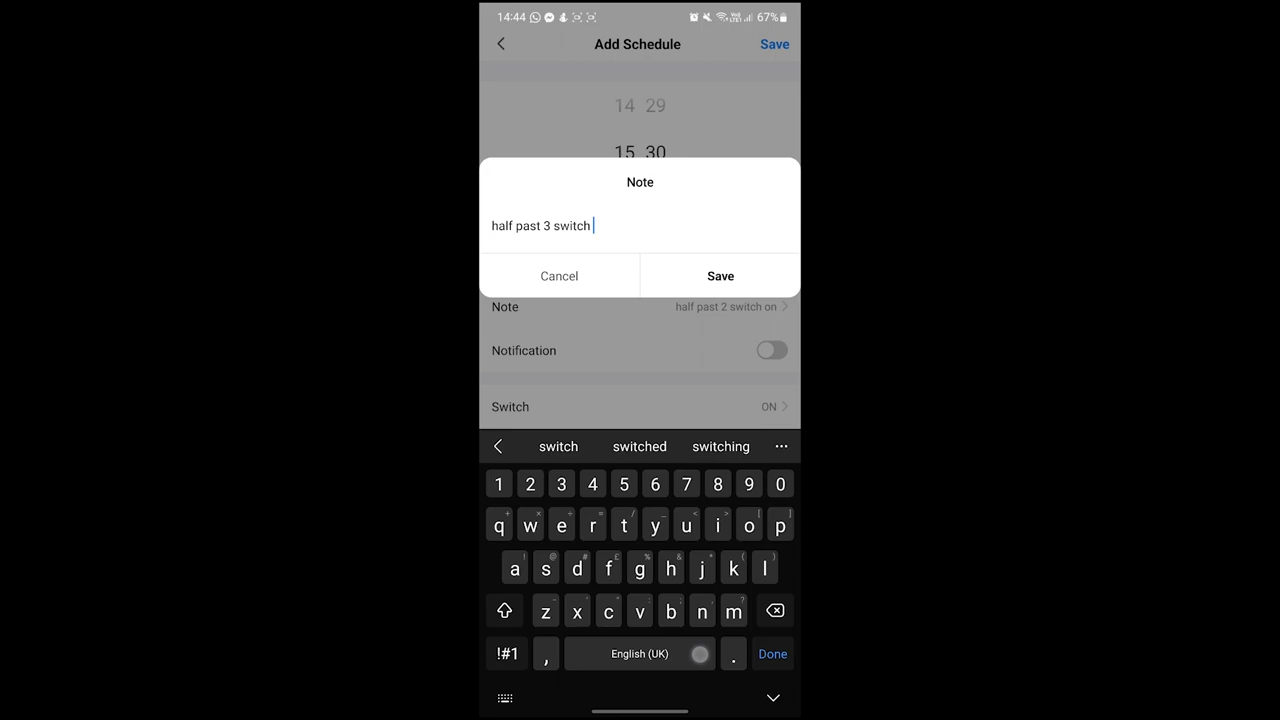 14:44 67%
Add Schedule Save
14 29
15 30
Note
half past 3 switch
Cancel Save
Note half past 2 switch on
Notification
Switch ON
switch switched switching ...
1 2 3 4 5 6 7 8 9 0
q w e r t y u i o p
a s d f g h j k l
z x c v b n m
!#1 , English (UK) . Done